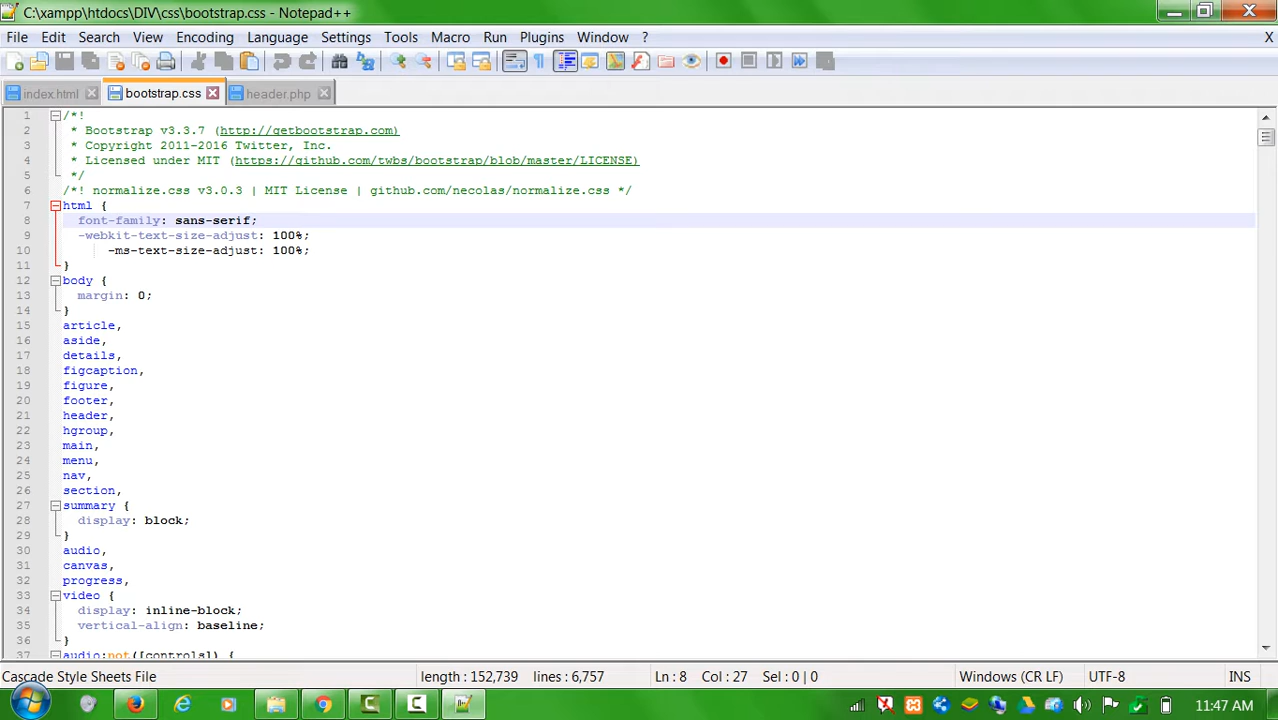 C:\xampp\htdocs\DIV\css\bootstrap.css - Notepad++
File Edit Search View Encoding Language Settings Tools Macro Run Plugins Window ? X
index.html bootstrap.css header.php
1 /*!
2 * Bootstrap v3.3.7 (http://getbootstrap.com)
3 * Copyright 2011-2016 Twitter, Inc.
4 * Licensed under MIT (https://github.com/twbs/bootstrap/blob/master/LICENSE)
5 */
6 /*! normalize.css v3.0.3 | MIT License | github.com/necolas/normalize.css */
7 html {
8 font-family: sans-serif;
9 -webkit-text-size-adjust: 100%;
10 -ms-text-size-adjust: 100%;
11 }
12 body {
13 margin: 0;
14 }
15 article,
16 aside,
17 details,
18 figcaption,
19 figure,
20 footer,
21 header,
22 hgroup,
23 main,
24 menu,
25 nav,
26 section,
27 summary {
28 display: block;
29 }
30 audio,
31 canvas,
32 progress,
33 video {
34 display: inline-block;
35 vertical-align: baseline;
36 }
37 audio:not([controls]) {
Cascade Style Sheets File length : 152,739 lines : 6,757 Ln : 8 Col : 27 Sel : 0 | 0 Windows (CR LF) UTF-8 INS
11:47 AM